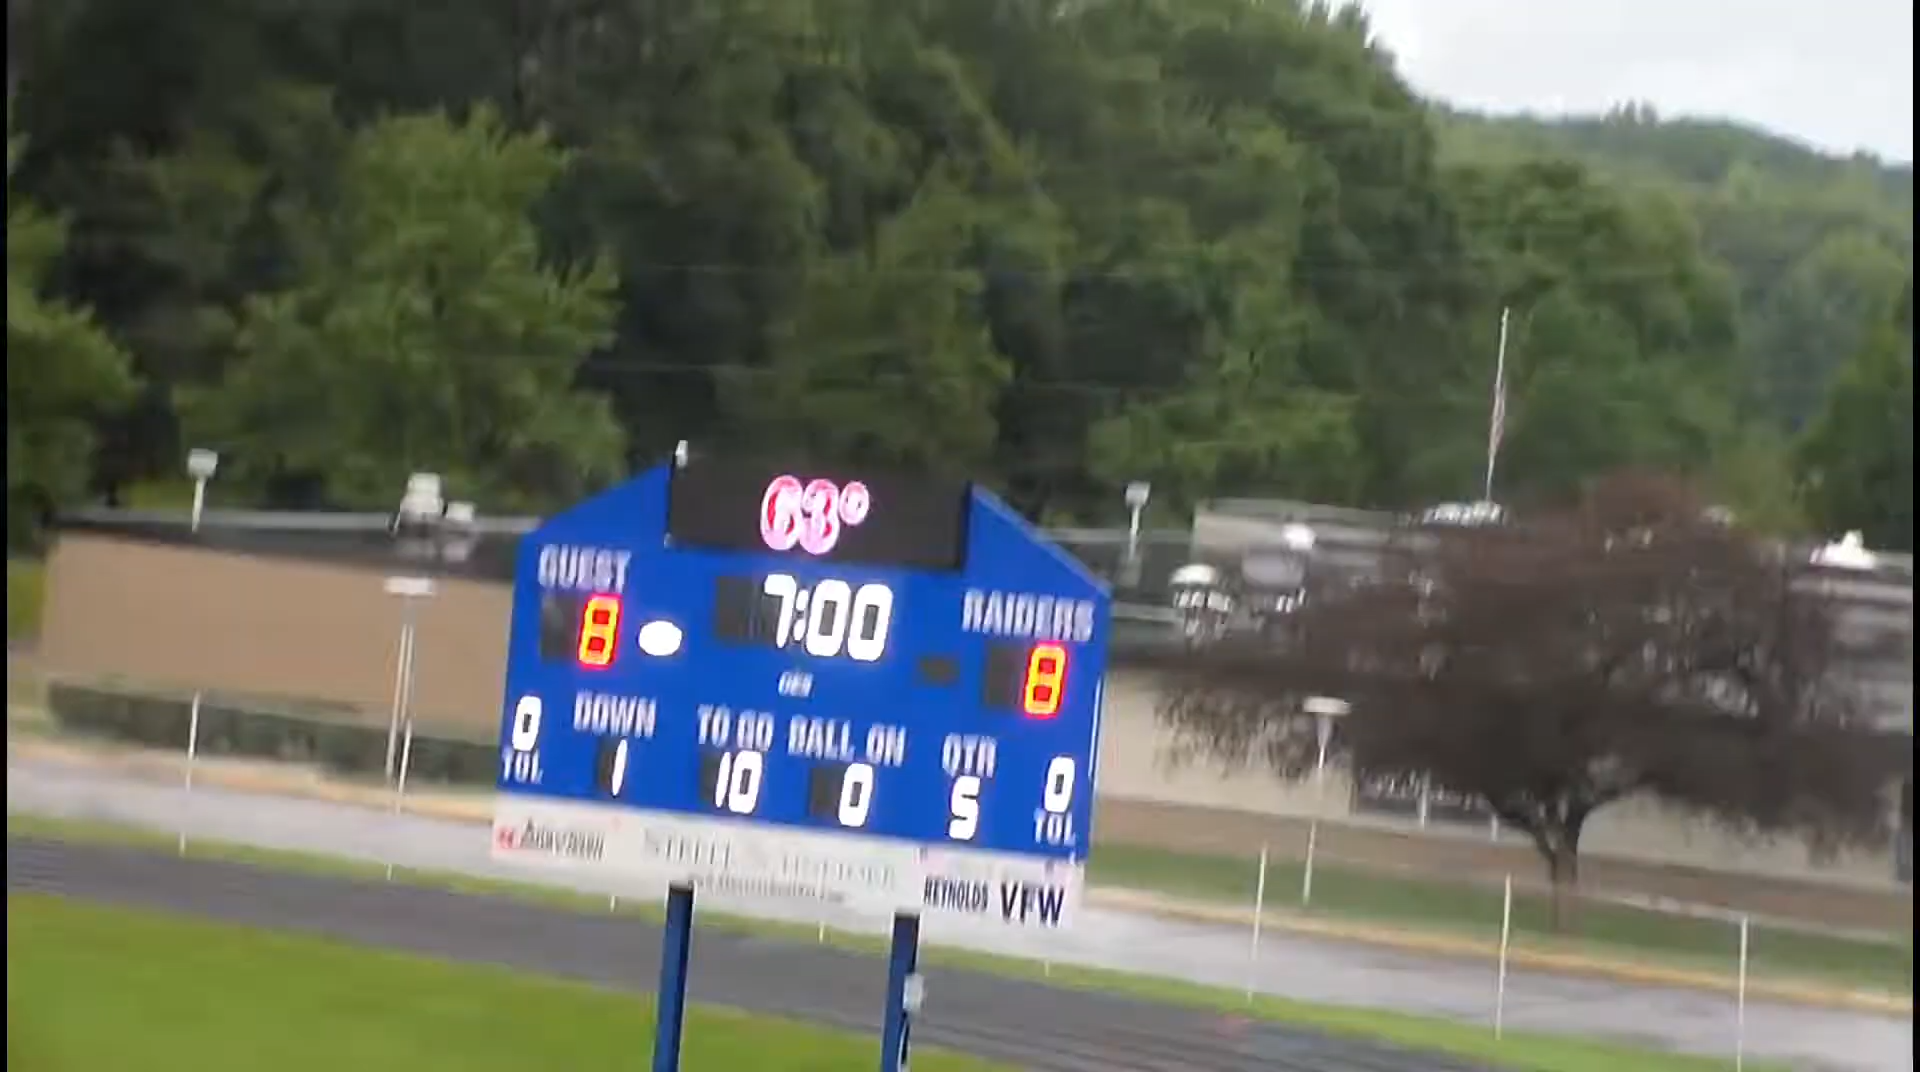 63°
GUEST
7:00
RAIDERS
8
8
DOWN
TO GO
BALL ON
QTR
0
1
10
0
5
0
TOL
TOL
REYNOLDS VFW